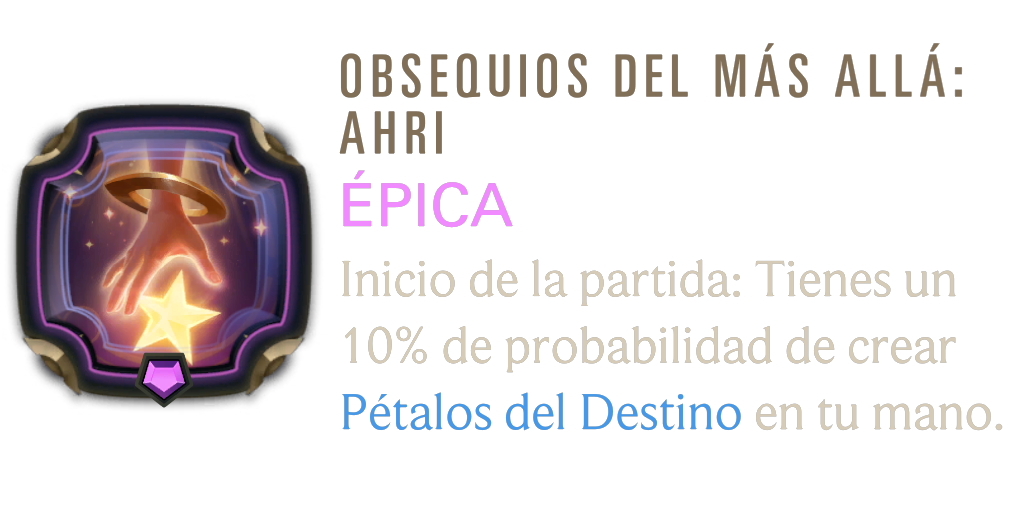 OBSEQUIOS DEL MÁS ALLÁ:
AHRI
ÉPICA
Inicio de la partida: Tienes un
10% de probabilidad de crear
Pétalos del Destino en tu mano.